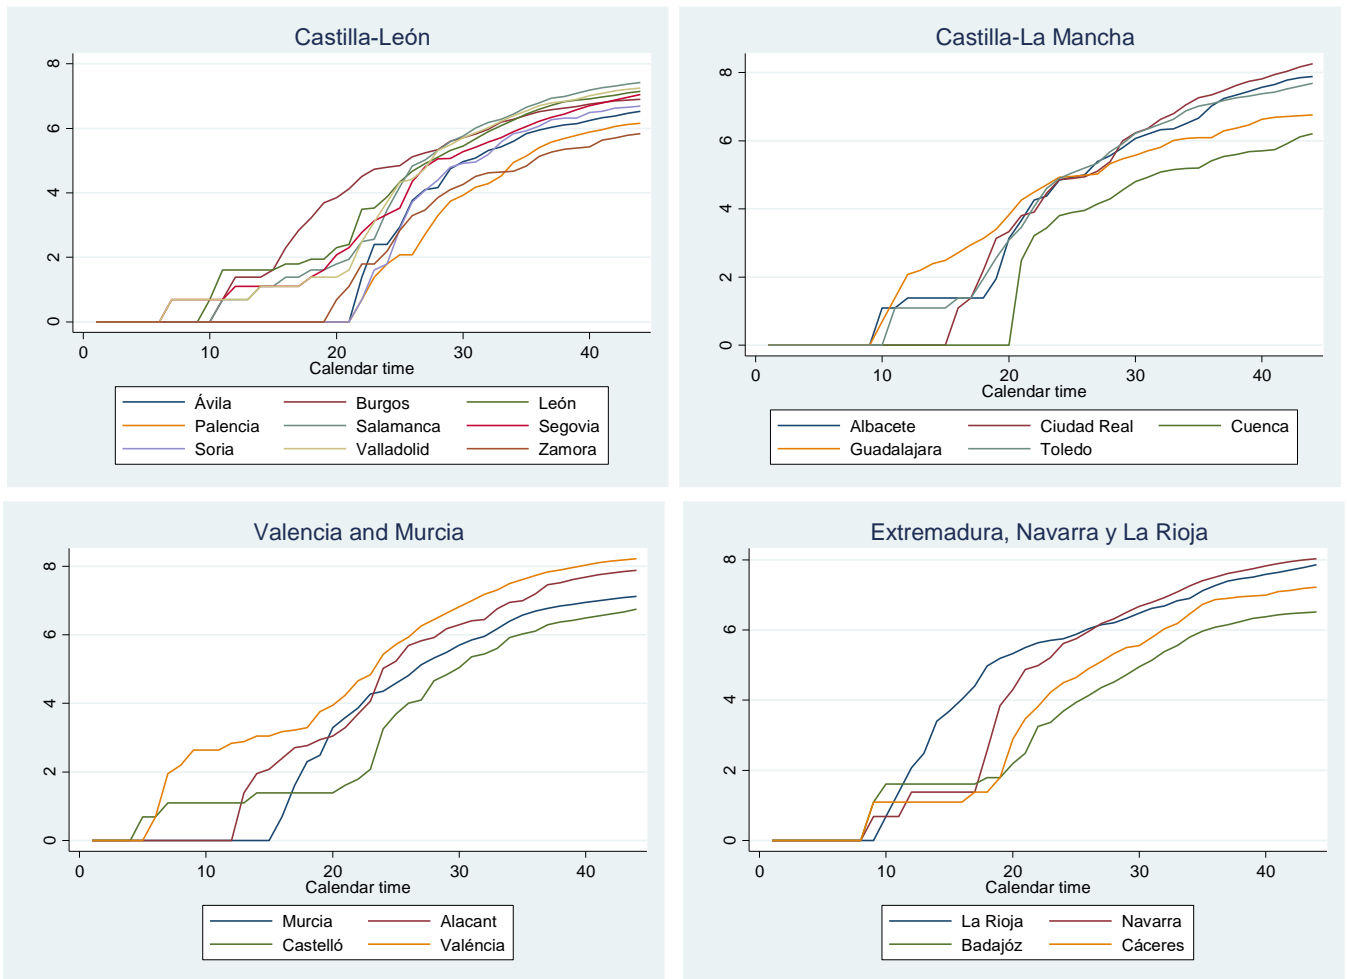 Castilla-León
8
6
4
2
0
0 10 20 30 40
Calendar time
Ávila Burgos León
Palencia Salamanca Segovia
Soria Valladolid Zamora
Castilla-La Mancha
8
6
4
2
0
0 10 20 30 40
Calendar time
Albacete Ciudad Real Cuenca
Guadalajara Toledo
Valencia and Murcia
8
6
4
2
0
0 10 20 30 40
Calendar time
Murcia Alacant
Castelló Valéncia
Extremadura, Navarra y La Rioja
8
6
4
2
0
0 10 20 30 40
Calendar time
La Rioja Navarra
Badajóz Cáceres